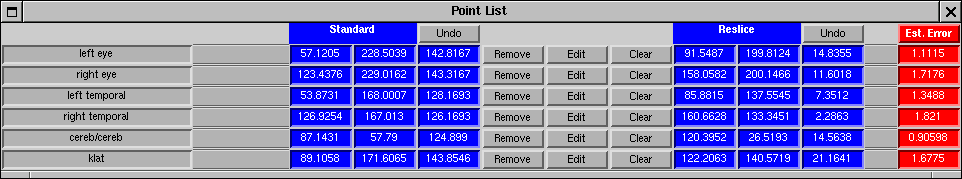 Point List
Standard Undo Reslice Undo Est. Error
left eye 57.1205 228.5039 142.8167 Remove Edit Clear 91.5487 199.8124 14.8355 1.1115
right eye 123.4376 229.0162 143.3167 Remove Edit Clear 158.0582 200.1466 11.6018 1.7176
left temporal 53.8731 168.0007 128.1693 Remove Edit Clear 85.8815 137.5545 7.3512 1.3488
right temporal 126.9254 167.013 126.1693 Remove Edit Clear 160.6628 133.3451 2.2863 1.821
cereb/cereb 87.1431 57.79 124.899 Remove Edit Clear 120.3952 26.5193 14.5638 0.90598
klat 89.1058 171.6065 143.8546 Remove Edit Clear 122.2063 140.5719 21.1641 1.6775